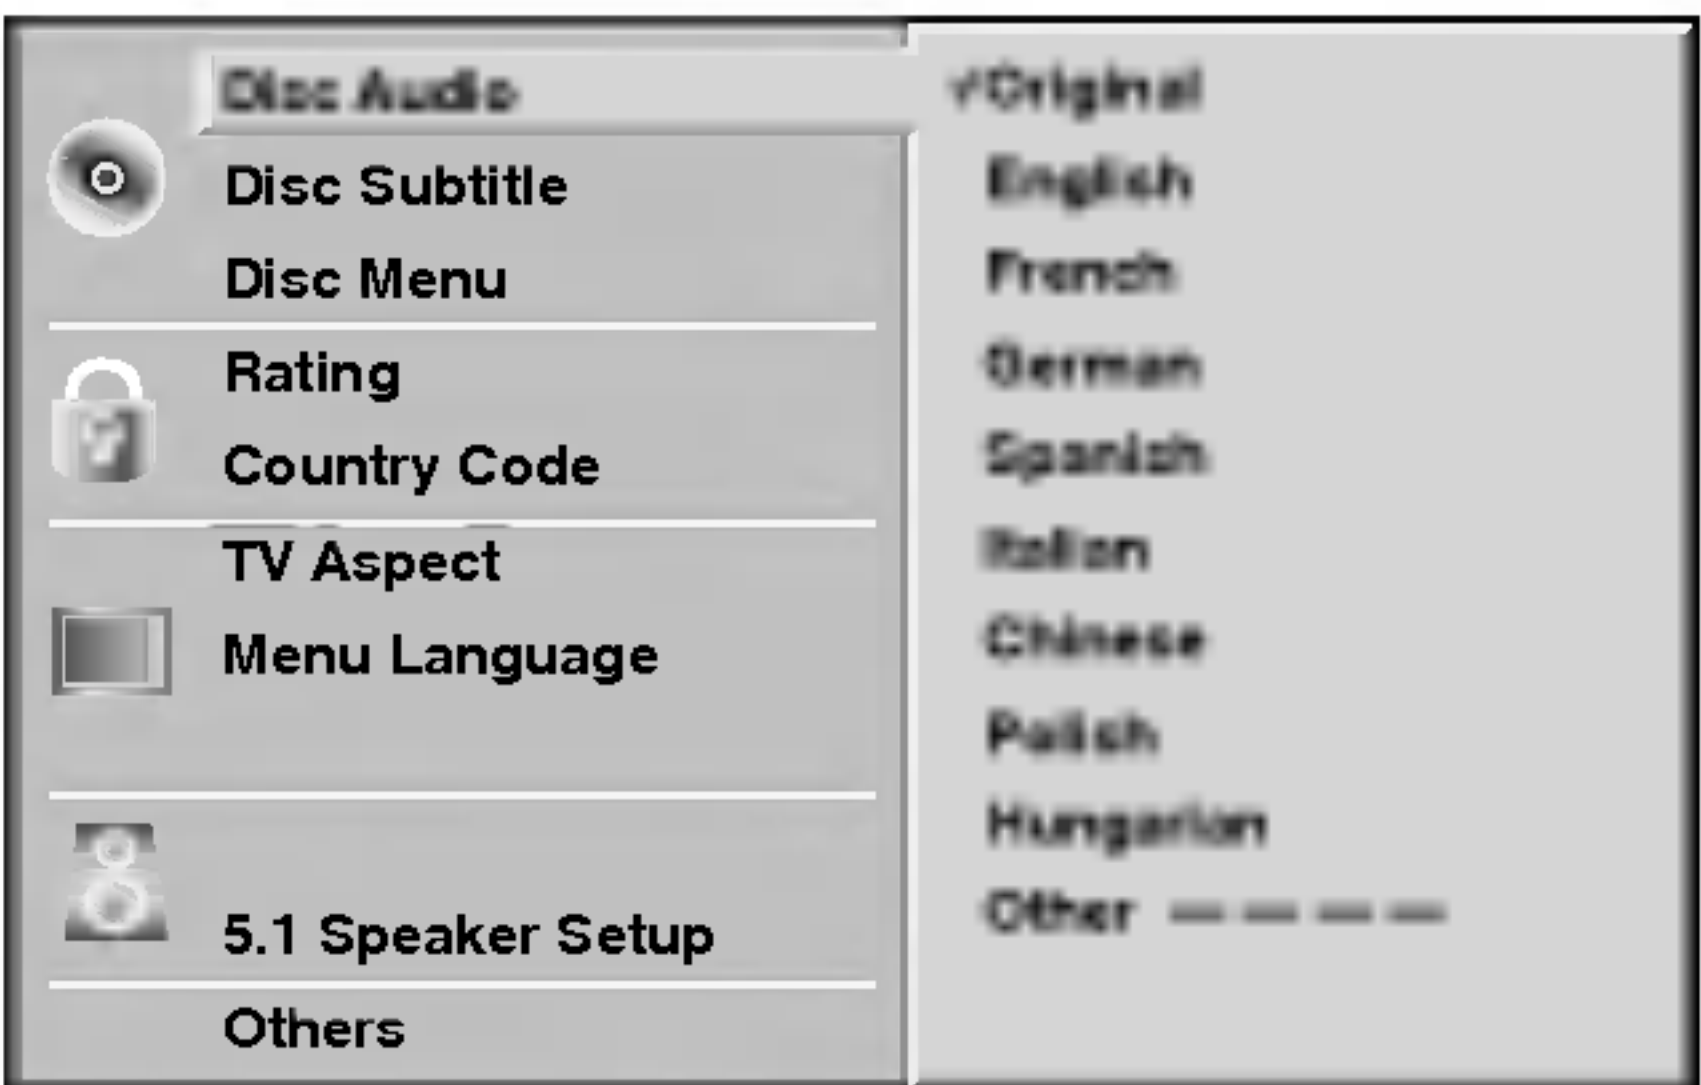 Disc Audio
Disc Subtitle
Disc Menu
Rating
Country Code
TV Aspect
Menu Language
5.1 Speaker Setup
Others
✓Original
English
French
German
Spanish
Italian
Chinese
Polish
Hungarian
Other – – – –